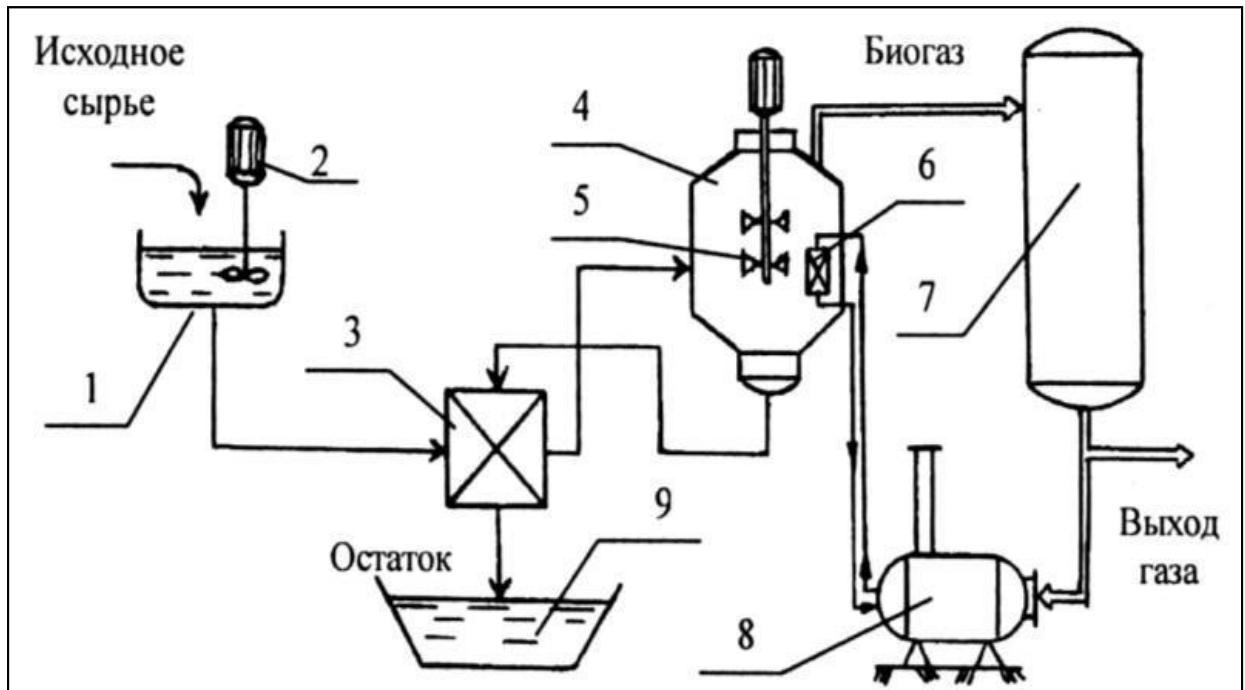 Исходное
сырье
2
1
3
4
5
Биогаз
6
7
Остаток
9
8
Выход
газа